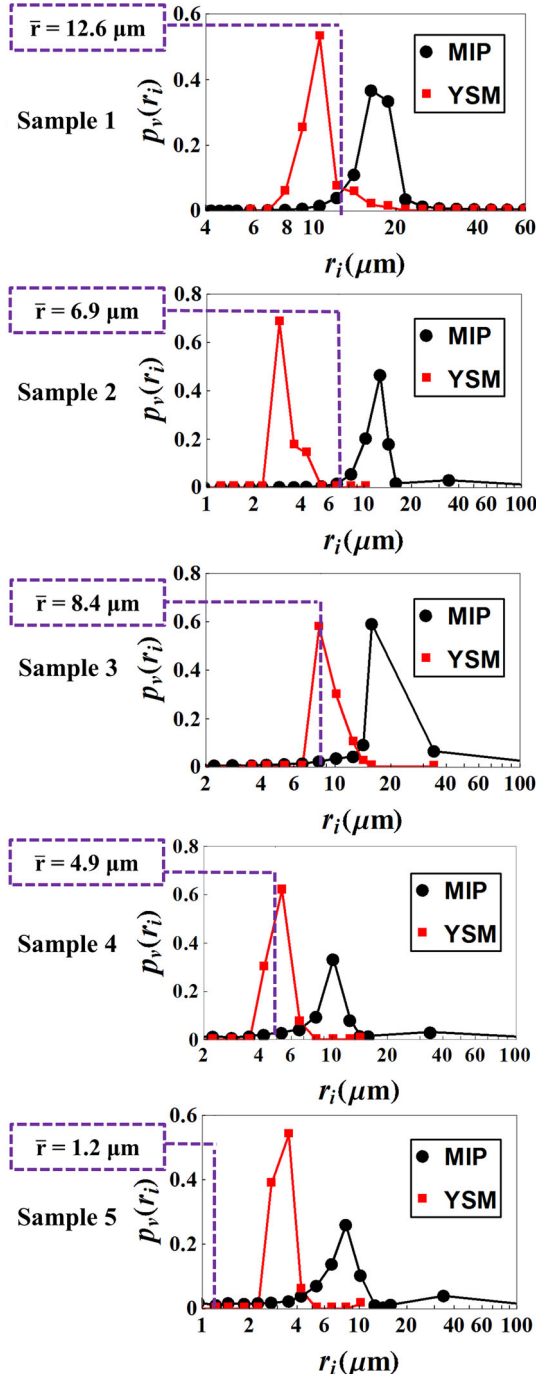 r̄ = 12.6 μm
Sample 1
p_v(r_i)
0.6
0.4
0.2
0
MIP
YSM
4 6 8 10 20 40 60
r_i(μm)
r̄ = 6.9 μm
Sample 2
p_v(r_i)
0.8
0.6
0.4
0.2
0
MIP
YSM
1 2 4 6 10 20 40 60 100
r_i(μm)
r̄ = 8.4 μm
Sample 3
p_v(r_i)
0.8
0.6
0.4
0.2
0
MIP
YSM
2 4 6 10 20 40 60 100
r_i(μm)
r̄ = 4.9 μm
Sample 4
p_v(r_i)
0.8
0.6
0.4
0.2
0
MIP
YSM
2 4 6 10 20 40 60 100
r_i(μm)
r̄ = 1.2 μm
Sample 5
p_v(r_i)
0.6
0.4
0.2
0
MIP
YSM
1 2 4 6 10 20 40 60 100
r_i(μm)